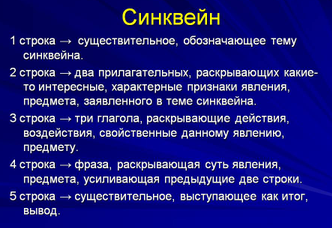 Синквейн
1 строка → существительное, обозначающее тему
синквейна.
2 строка → два прилагательных, раскрывающих какие-
то интересные, характерные признаки явления,
предмета, заявленного в теме синквейна.
3 строка → три глагола, раскрывающие действия,
воздействия, свойственные данному явлению,
предмету.
4 строка → фраза, раскрывающая суть явления,
предмета, усиливающая предыдущие две строки.
5 строка → существительное, выступающее как итог,
вывод.